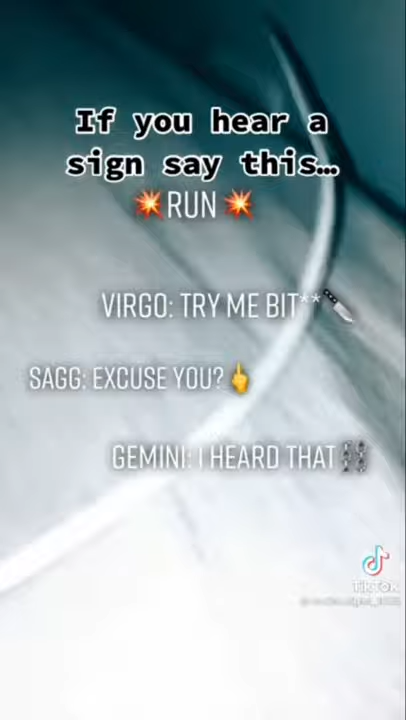 If you hear a
sign say this...
💥RUN 💥
VIRGO: TRY ME BIT**🔪
SAGG: EXCUSE YOU?🖕
GEMINI: I HEARD THAT ⛓️
TikTok